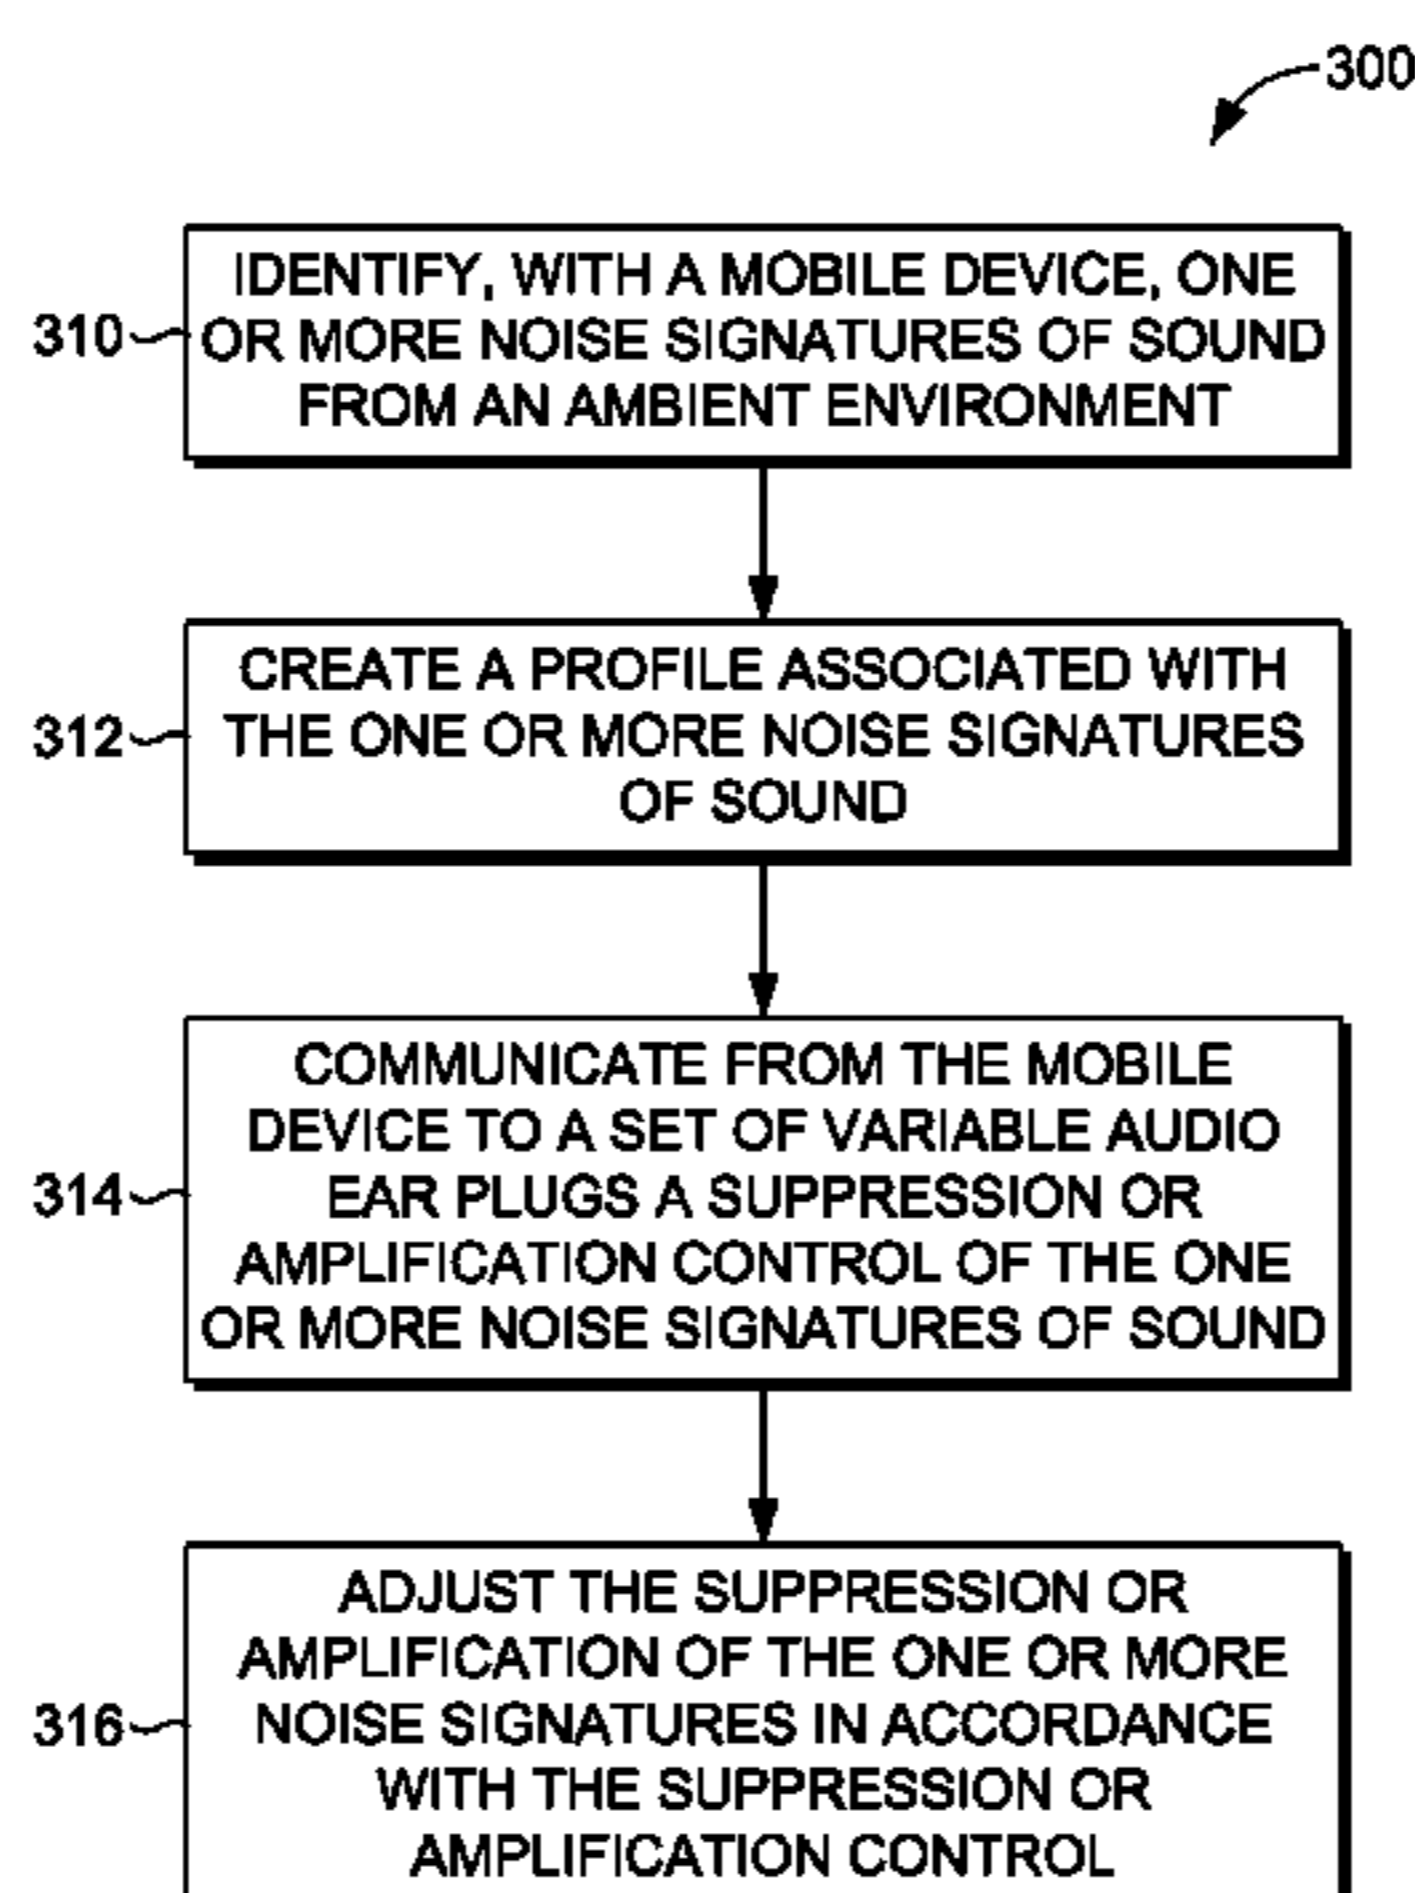 300
IDENTIFY, WITH A MOBILE DEVICE, ONE
310 OR MORE NOISE SIGNATURES OF SOUND
FROM AN AMBIENT ENVIRONMENT
CREATE A PROFILE ASSOCIATED WITH
312 THE ONE OR MORE NOISE SIGNATURES
OF SOUND
COMMUNICATE FROM THE MOBILE
DEVICE TO A SET OF VARIABLE AUDIO
314 EAR PLUGS A SUPPRESSION OR
AMPLIFICATION CONTROL OF THE ONE
OR MORE NOISE SIGNATURES OF SOUND
ADJUST THE SUPPRESSION OR
AMPLIFICATION OF THE ONE OR MORE
316 NOISE SIGNATURES IN ACCORDANCE
WITH THE SUPPRESSION OR
AMPLIFICATION CONTROL